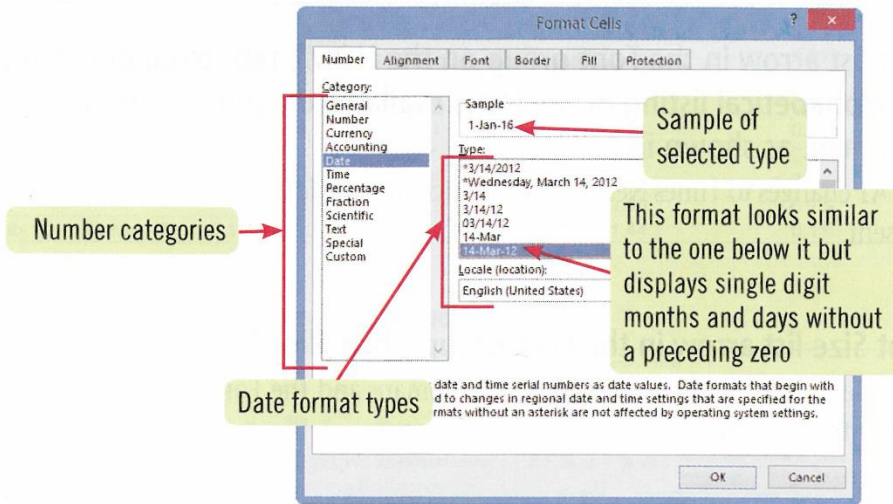 Format Cells
Number Alignment Font Border Fill Protection
Category:
General
Number
Currency
Accounting
Date
Time
Percentage
Fraction
Scientific
Text
Special
Custom
Sample
1-Jan-16
Type:
*3/14/2012
*Wednesday, March 14, 2012
3/14
3/14/12
03/14/12
14-Mar
14-Mar-12
Locale (location):
English (United States)
Number categories
Sample of
selected type
This format looks similar
to the one below it but
displays single digit
months and days without
a preceding zero
Date format types
date and time serial numbers as date values. Date formats that begin with
d to changes in regional date and time settings that are specified for the
rmats without an asterisk are not affected by operating system settings.
OK Cancel